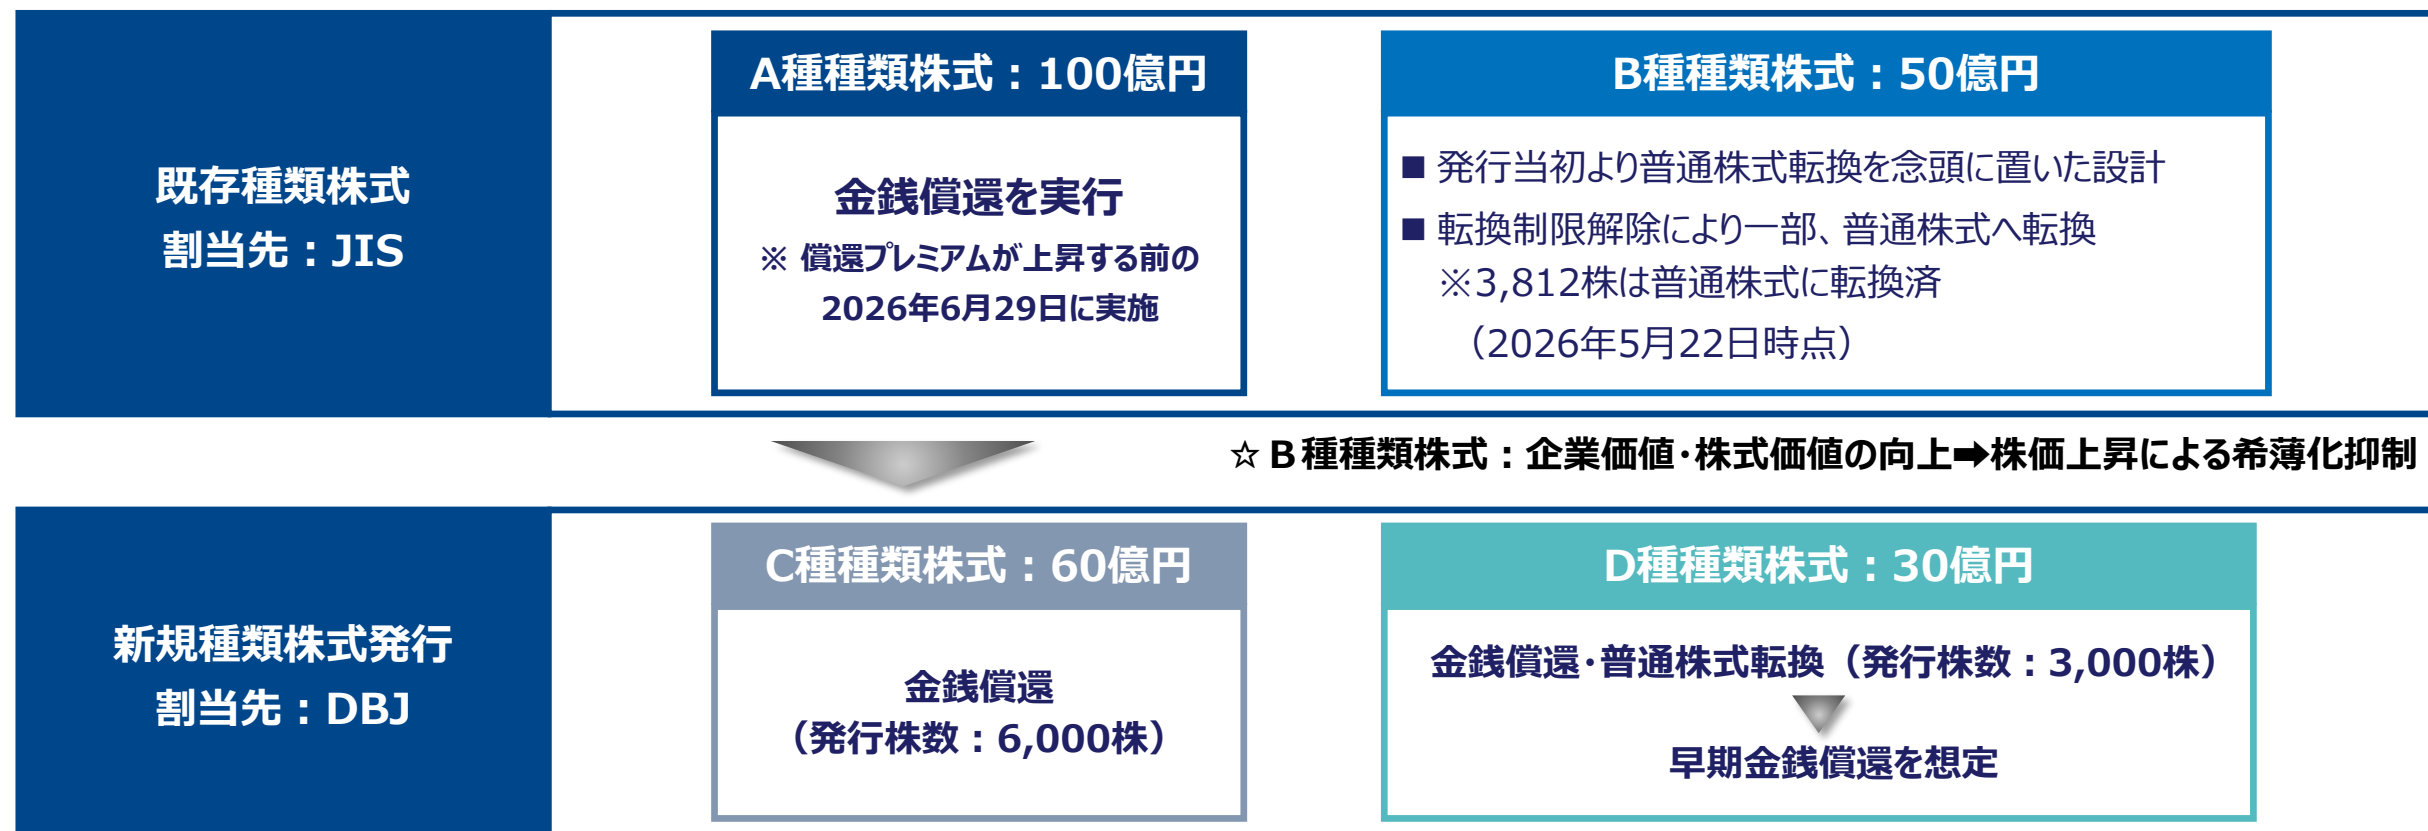 既存種類株式
割当先：JIS
A種種類株式：100億円
金銭償還を実行
※ 償還プレミアムが上昇する前の
2026年6月29日に実施
B種種類株式：50億円
■ 発行当初より普通株式転換を念頭に置いた設計
■ 転換制限解除により一部、普通株式へ転換
※3,812株は普通株式に転換済
（2026年5月22日時点）
☆Ｂ種種類株式：企業価値･株式価値の向上➡株価上昇による希薄化抑制
新規種類株式発行
割当先：DBJ
C種種類株式：60億円
金銭償還
（発行株数：6,000株）
D種種類株式：30億円
金銭償還･普通株式転換（発行株数：3,000株）
早期金銭償還を想定